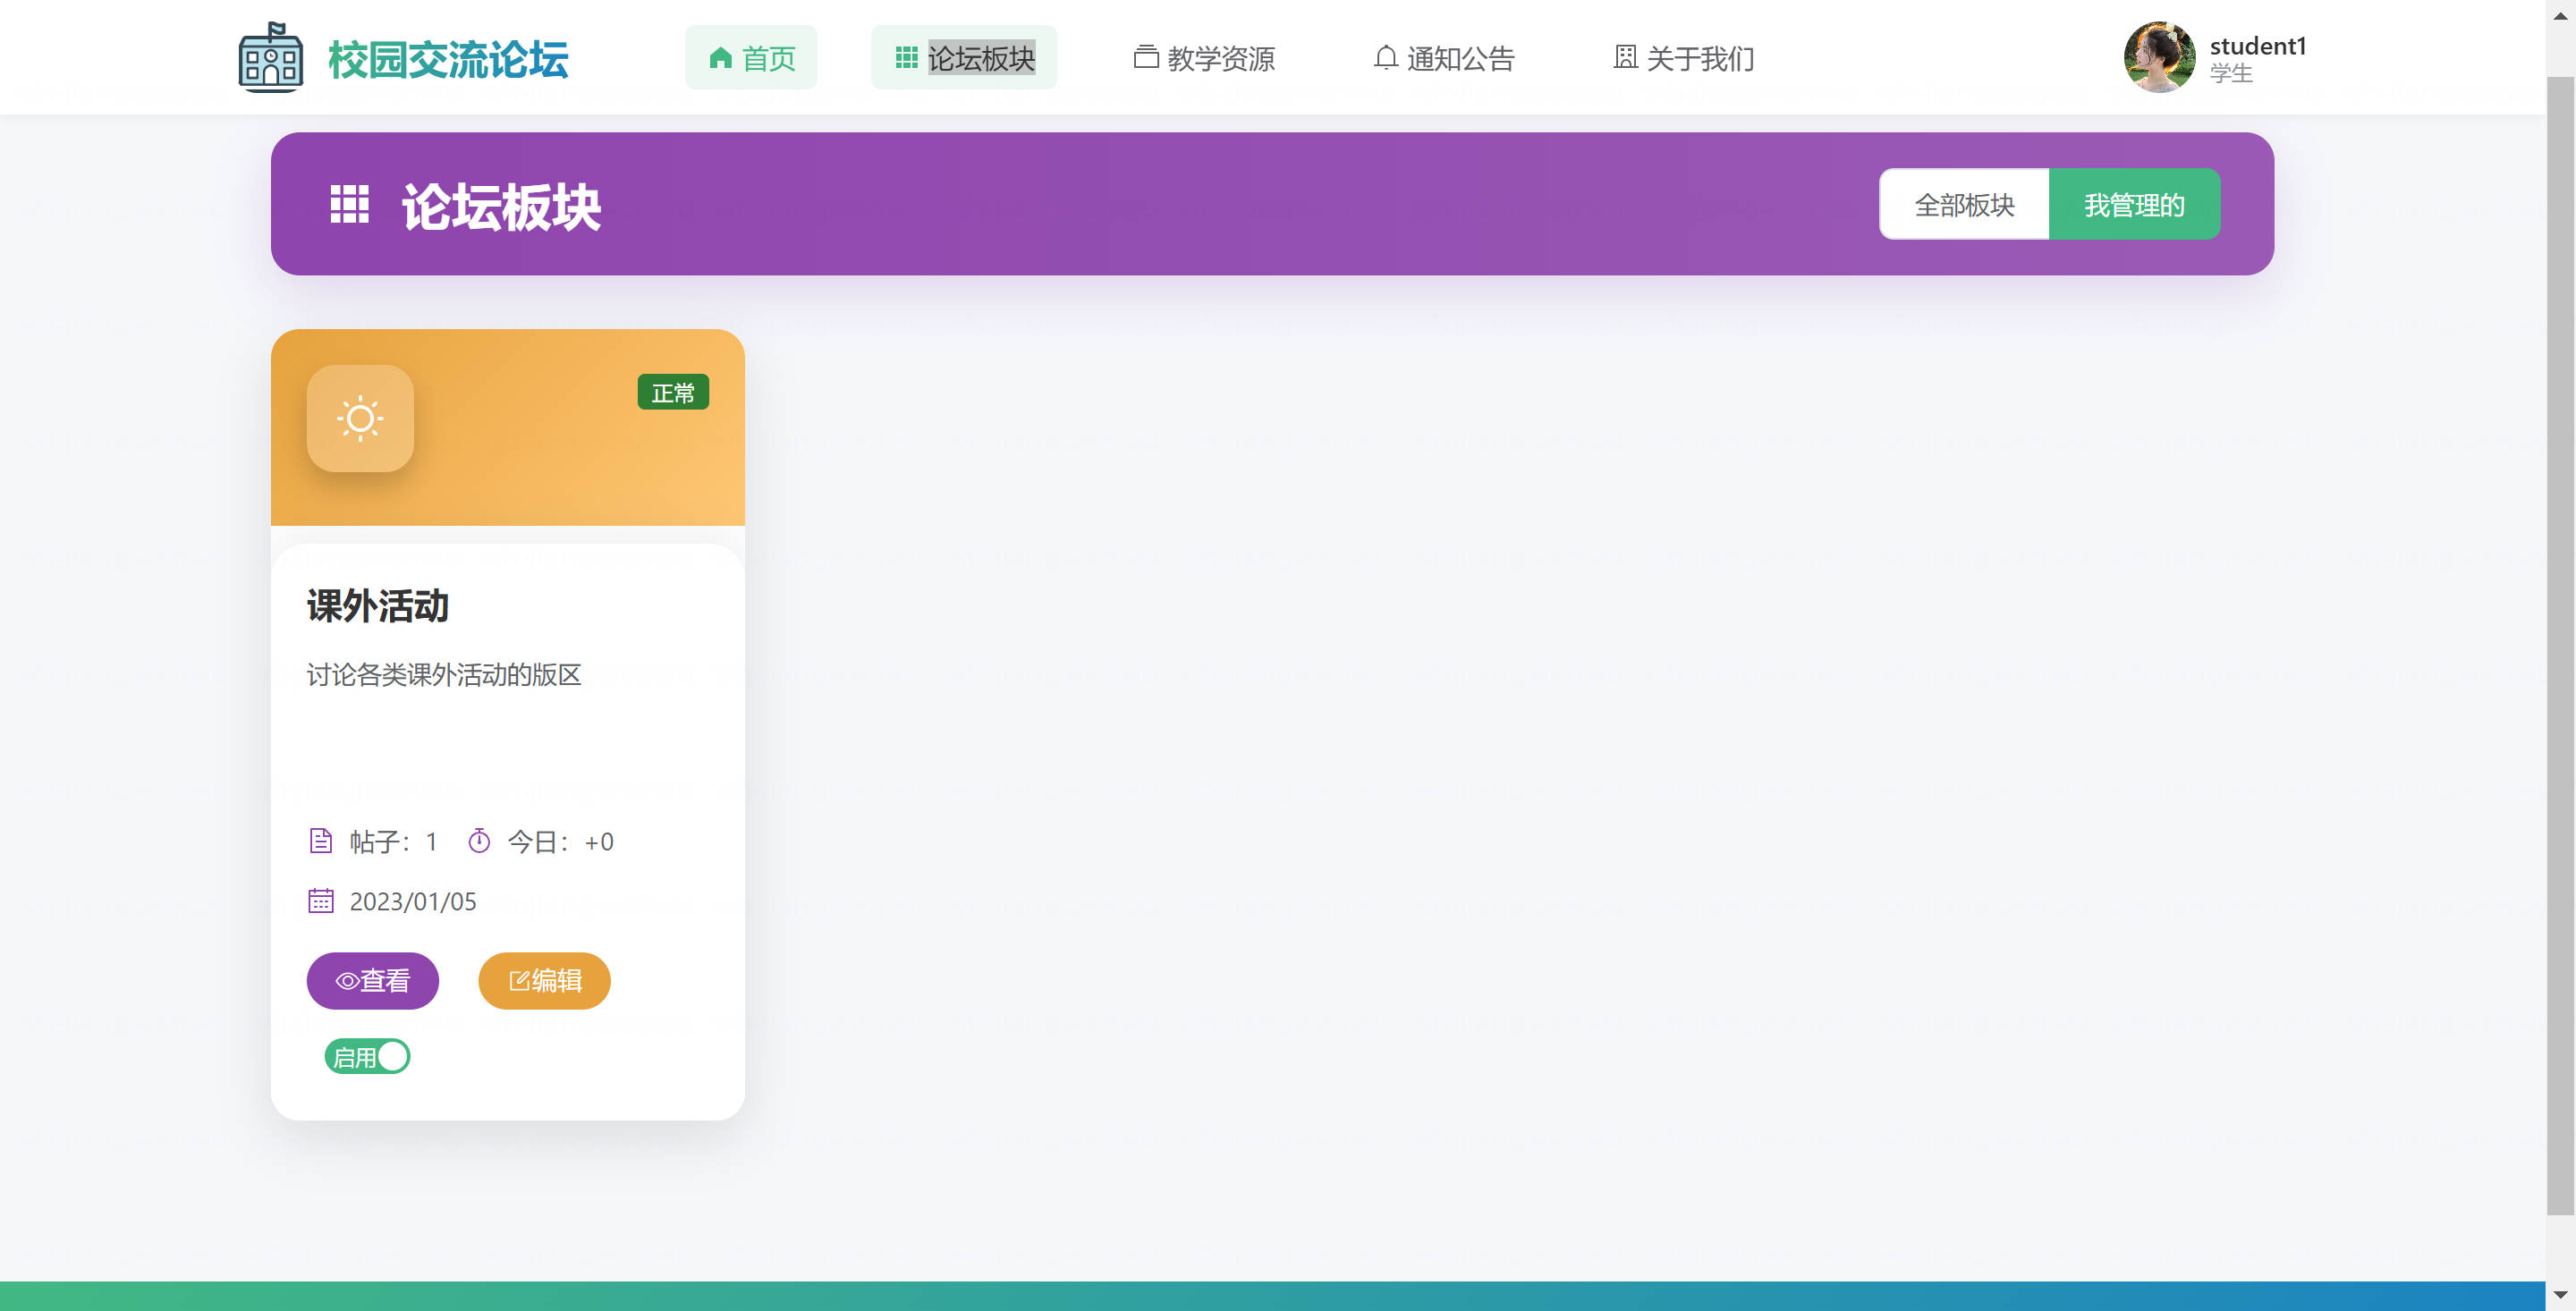 校园交流论坛
首页
论坛板块
教学资源
通知公告
关于我们
student1
学生
论坛板块
全部板块
我管理的
正常
课外活动
讨论各类课外活动的版区
帖子：1 今日：+0
2023/01/05
查看 编辑
启用